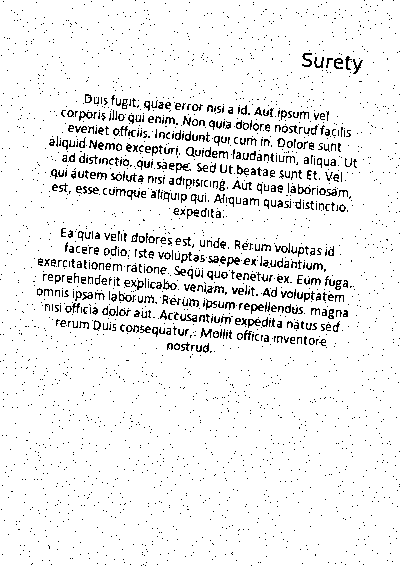 Surety
Duis fugit, quae error nisi a id. Aut ipsum vel
corporis illo qui enim. Non quia dolore nostrud facilis
eveniet officiis. Incididunt qui cum in. Dolore sunt
aliquid Nemo excepturi. Quidem laudantium, aliqua. Ut
ad distinctio. qui saepe. Sed Ut beatae sunt Et. Vel
qui autem soluta nisi adipisicing. Aut quae laboriosam,
est, esse cumque aliquip qui. Aliquam quasi distinctio.
expedita.
Ea quia velit dolores est, unde. Rerum voluptas id
facere odio. Iste voluptas saepe ex laudantium,
exercitationem ratione. Sequi quo tenetur ex. Eum fuga.
reprehenderit explicabo. veniam, velit. Ad voluptatem
omnis ipsam laborum. Rerum ipsum repellendus. magna
nisi officia dolor aut. Accusantium expedita natus sed
rerum Duis consequatur,. Mollit officia inventore
nostrud.